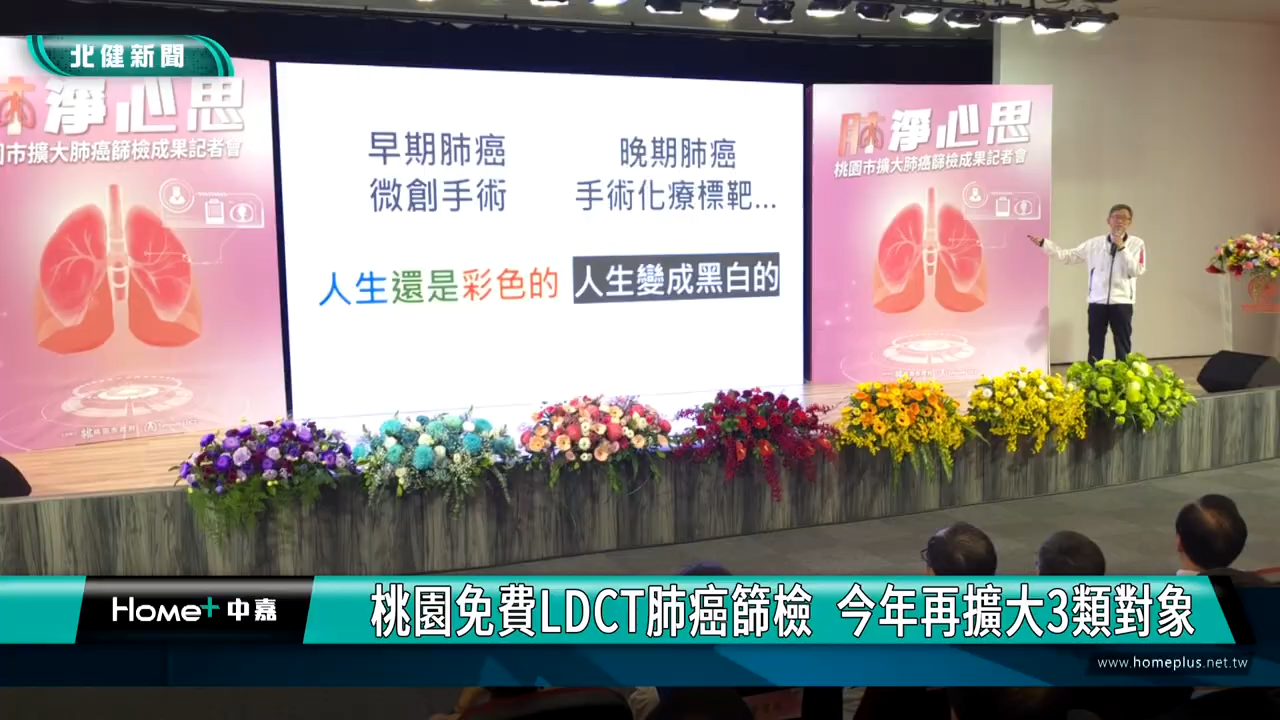 北健新聞
肺淨心思
桃園市擴大肺癌篩檢成果記者會
早期肺癌
微創手術
晚期肺癌
手術化療標靶...
人生還是彩色的
人生變成黑白的
肺淨心思
桃園市擴大肺癌篩檢成果記者會
Home+ 中嘉
桃園免費LDCT肺癌篩檢 今年再擴大3類對象
www.homeplus.net.tw